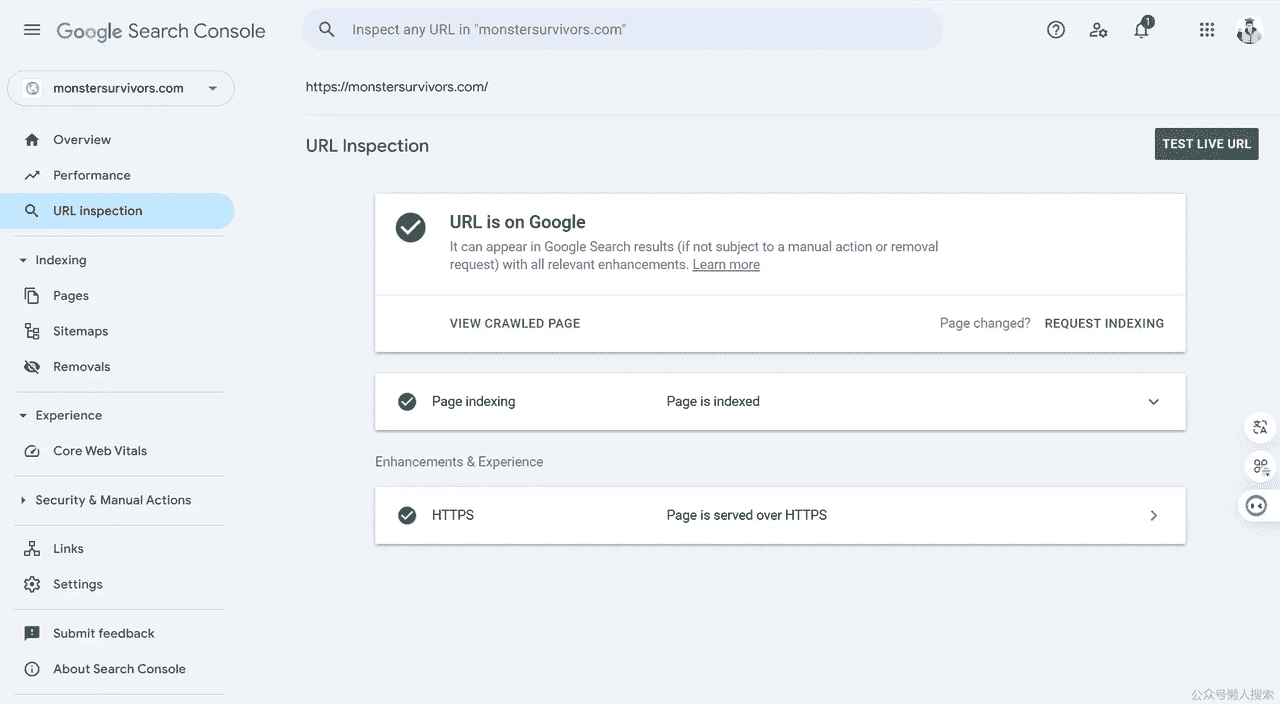 Google Search Console
Inspect any URL in "monstersurvivors.com"
1
monstersurvivors.com
https://monstersurvivors.com/
Overview
Performance
URL inspection
Indexing
Pages
Sitemaps
Removals
Experience
Core Web Vitals
Security & Manual Actions
Links
Settings
Submit feedback
About Search Console
URL Inspection
TEST LIVE URL
URL is on Google
It can appear in Google Search results (if not subject to a manual action or removal
request) with all relevant enhancements. Learn more
VIEW CRAWLED PAGE
Page changed? REQUEST INDEXING
Page indexing Page is indexed
Enhancements & Experience
HTTPS Page is served over HTTPS
公众号懒人搜索